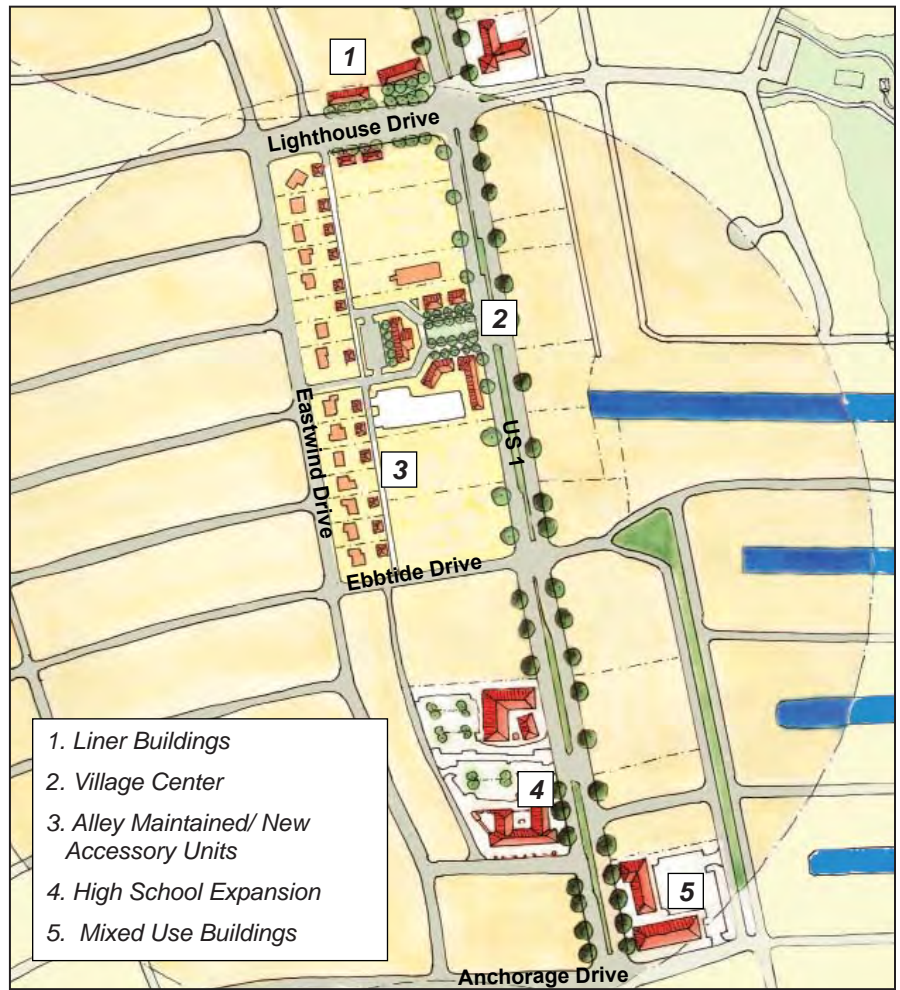 1
Lighthouse Drive
2
Eastwind Drive
US 1
3
Ebbtide Drive
1. Liner Buildings
2. Village Center
3. Alley Maintained/ New
Accessory Units
4. High School Expansion
5. Mixed Use Buildings
4
5
Anchorage Drive